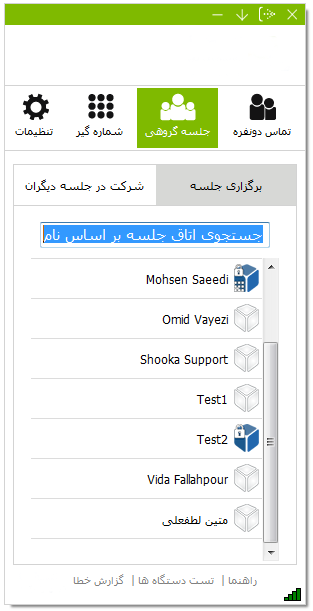 تماس دونفره
جلسه گروهی
شماره گیر
تنظیمات
برگزاری جلسه
شرکت در جلسه دیگران
جستجوی اتاق جلسه بر اساس نام
Mohsen Saeedi
Omid Vayezi
Shooka Support
Test1
Test2
Vida Fallahpour
متین لطفعلی
راهنما | تست دستگاه ها | گزارش خطا